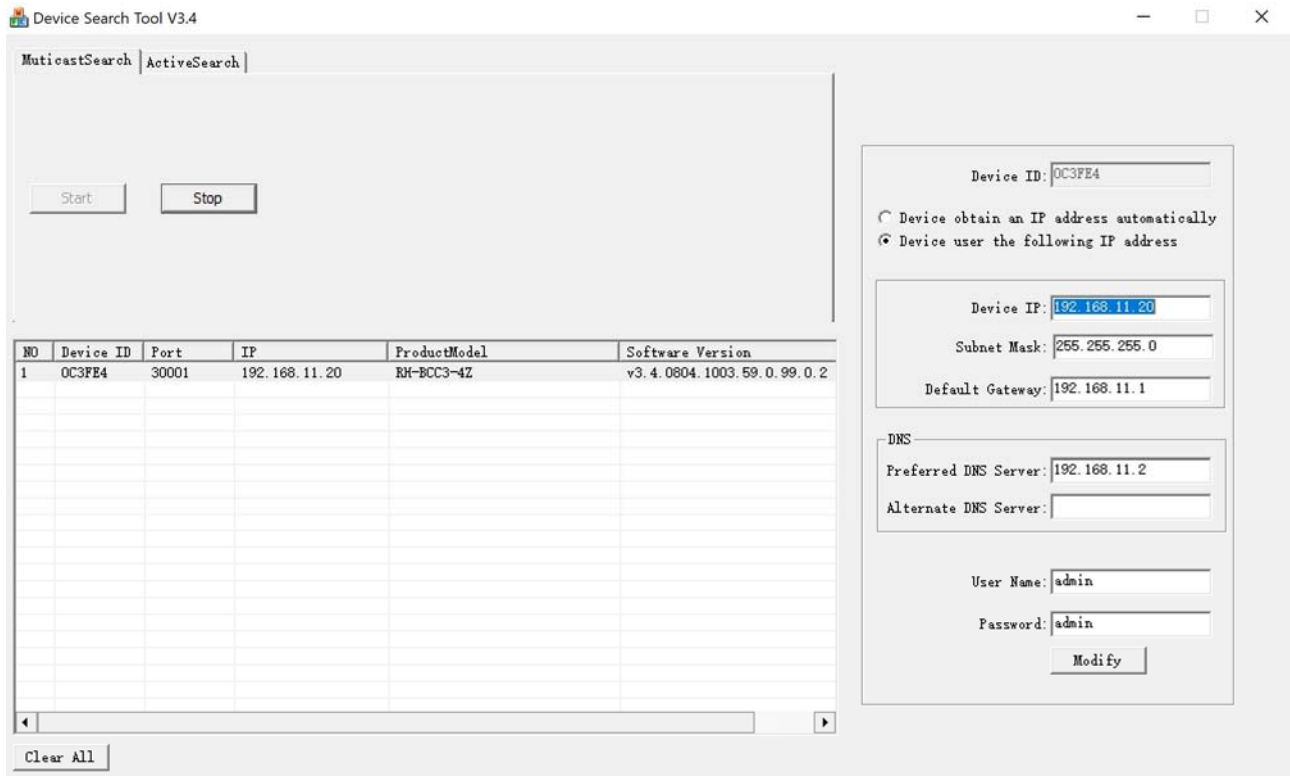 Device Search Tool V3.4
MuticastSearch ActiveSearch
Start Stop
NO Device ID Port IP ProductModel Software Version
1 0C3FE4 30001 192.168.11.20 RH-BCC3-4Z v3.4.0804.1003.59.0.99.0.2
Clear All
Device ID: 0C3FE4
Device obtain an IP address automatically
Device user the following IP address
Device IP: 192.168.11.20
Subnet Mask: 255.255.255.0
Default Gateway: 192.168.11.1
DNS
Preferred DNS Server: 192.168.11.2
Alternate DNS Server:
User Name: admin
Password: admin
Modify